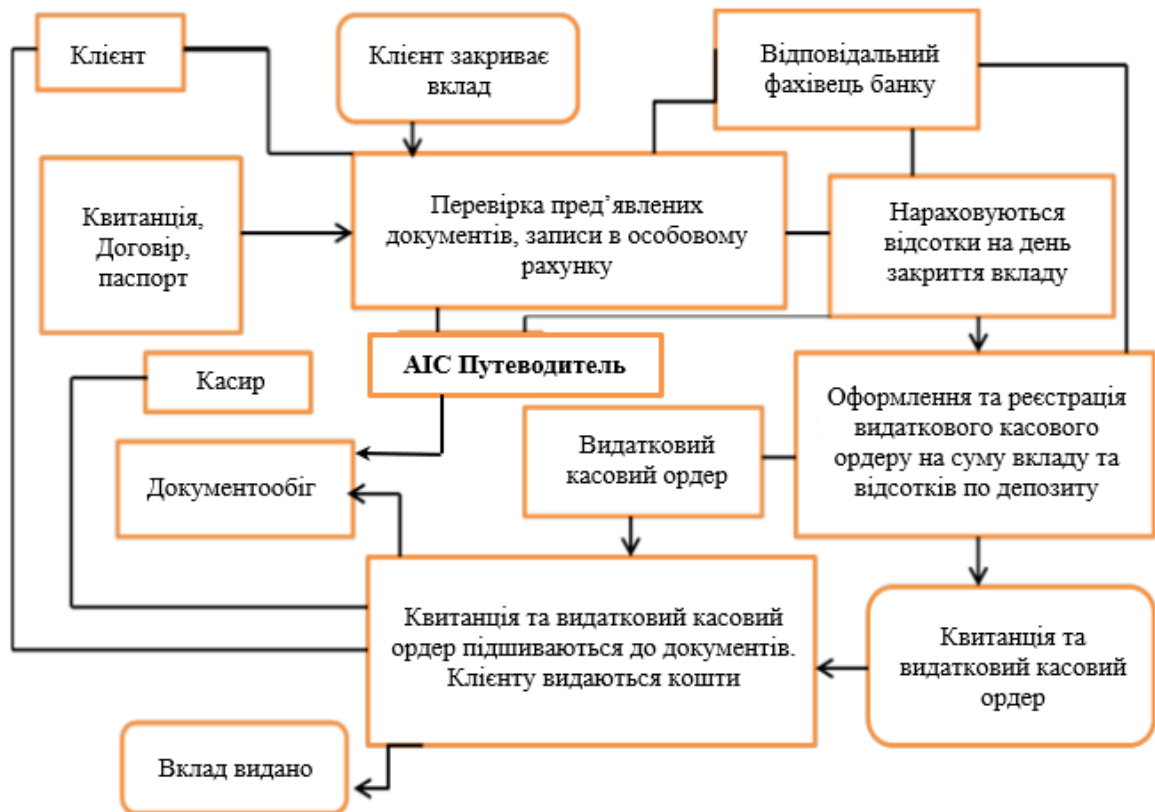 Клієнт
Клієнт закриває
вклад
Відповідальний
фахівець банку
Квитанція,
Договір,
паспорт
Перевірка пред’явлених
документів, записи в особовому
рахунку
Нараховуються
відсотки на день
закриття вкладу
АІС Путеводитель
Касир
Видатковий
касовий ордер
Оформлення та реєстрація
видаткового касового
ордеру на суму вкладу та
відсотків по депозиту
Документообіг
Квитанція та видатковий касовий
ордер підшиваються до документів.
Клієнту видаються кошти
Квитанція та
видатковий касовий
ордер
Вклад видано